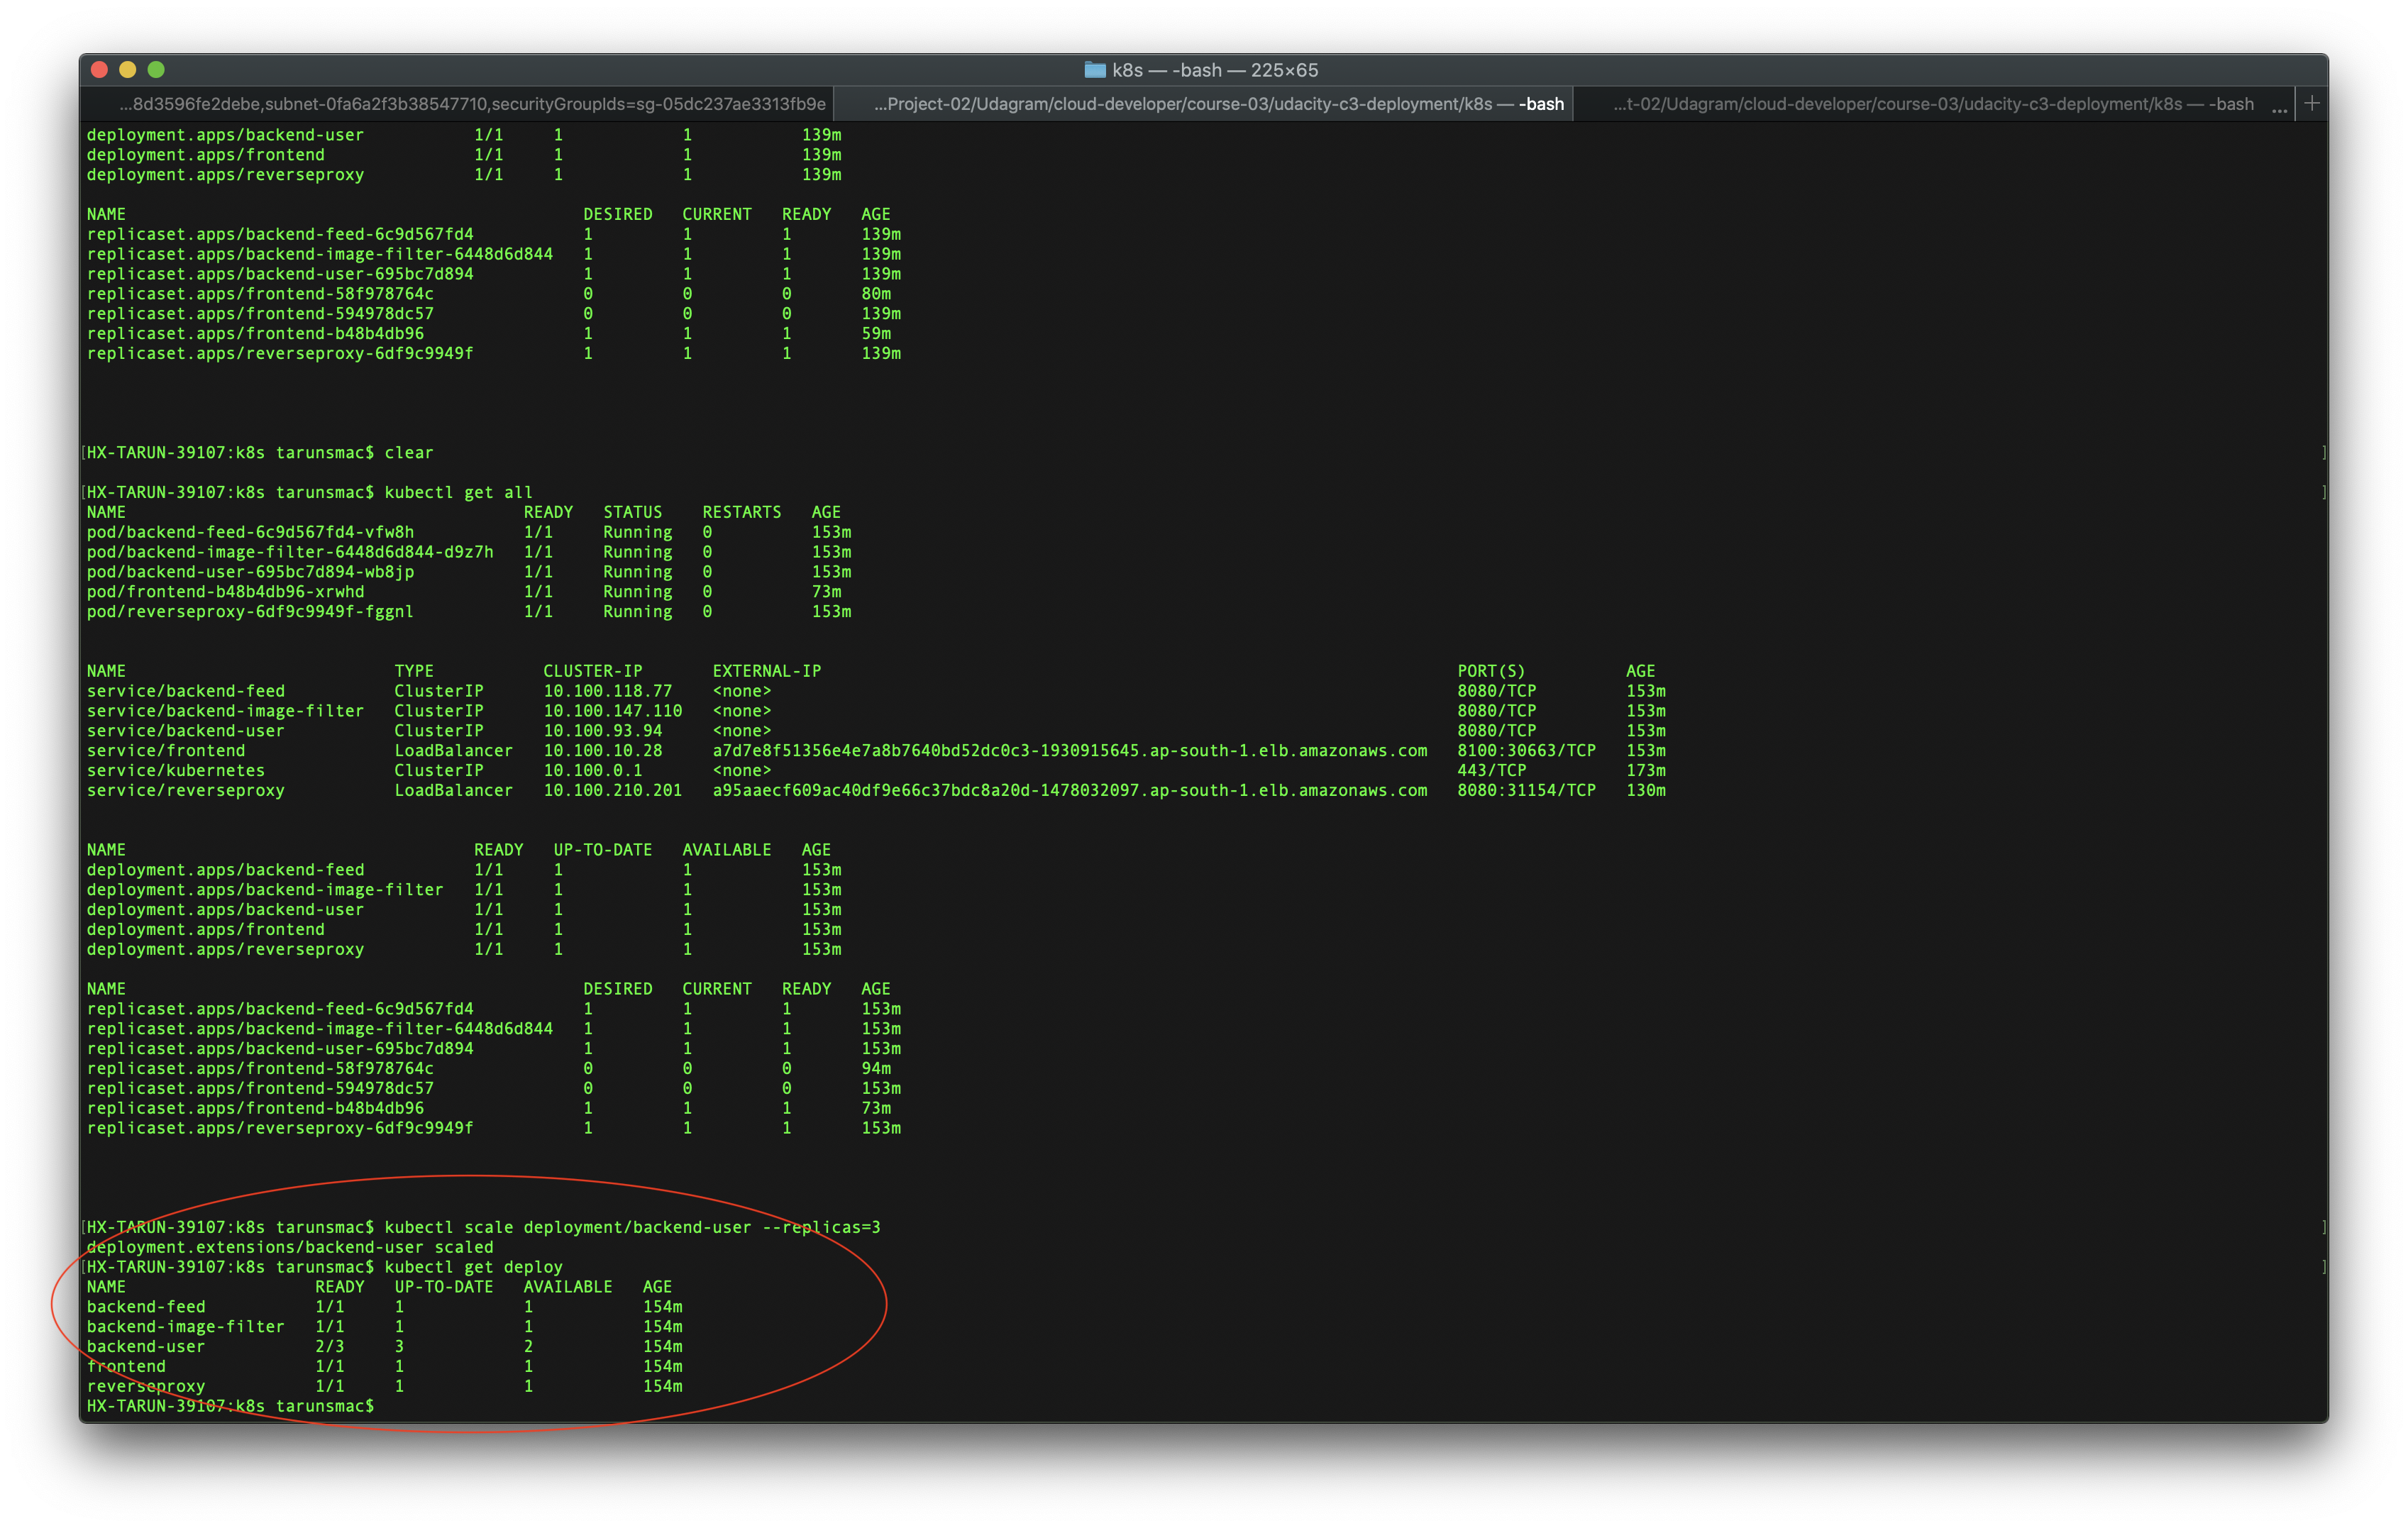 k8s — -bash — 225×65
...8d3596fe2debe,subnet-0fa6a2f3b38547710,securityGroupIds=sg-05dc237ae3313fb9e ...Project-02/Udagram/cloud-developer/course-03/udacity-c3-deployment/k8s — -bash ...t-02/Udagram/cloud-developer/course-03/udacity-c3-deployment/k8s — -bash ... +
deployment.apps/backend-user 1/1 1 1 139m
deployment.apps/frontend 1/1 1 1 139m
deployment.apps/reverseproxy 1/1 1 1 139m
NAME DESIRED CURRENT READY AGE
replicaset.apps/backend-feed-6c9d567fd4 1 1 1 139m
replicaset.apps/backend-image-filter-6448d6d844 1 1 1 139m
replicaset.apps/backend-user-695bc7d894 1 1 1 139m
replicaset.apps/frontend-58f978764c 0 0 0 80m
replicaset.apps/frontend-594978dc57 0 0 0 139m
replicaset.apps/frontend-b48b4db96 1 1 1 59m
replicaset.apps/reverseproxy-6df9c9949f 1 1 1 139m
[HX-TARUN-39107:k8s tarunsmac$ clear ]
[HX-TARUN-39107:k8s tarunsmac$ kubectl get all ]
NAME READY STATUS RESTARTS AGE
pod/backend-feed-6c9d567fd4-vfw8h 1/1 Running 0 153m
pod/backend-image-filter-6448d6d844-d9z7h 1/1 Running 0 153m
pod/backend-user-695bc7d894-wb8jp 1/1 Running 0 153m
pod/frontend-b48b4db96-xrwhd 1/1 Running 0 73m
pod/reverseproxy-6df9c9949f-fggnl 1/1 Running 0 153m
NAME TYPE CLUSTER-IP EXTERNAL-IP PORT(S) AGE
service/backend-feed ClusterIP 10.100.118.77 <none> 8080/TCP 153m
service/backend-image-filter ClusterIP 10.100.147.110 <none> 8080/TCP 153m
service/backend-user ClusterIP 10.100.93.94 <none> 8080/TCP 153m
service/frontend LoadBalancer 10.100.10.28 a7d7e8f51356e4e7a8b7640bd52dc0c3-1930915645.ap-south-1.elb.amazonaws.com 8100:30663/TCP 153m
service/kubernetes ClusterIP 10.100.0.1 <none> 443/TCP 173m
service/reverseproxy LoadBalancer 10.100.210.201 a95aaecf609ac40df9e66c37bdc8a20d-1478032097.ap-south-1.elb.amazonaws.com 8080:31154/TCP 130m
NAME READY UP-TO-DATE AVAILABLE AGE
deployment.apps/backend-feed 1/1 1 1 153m
deployment.apps/backend-image-filter 1/1 1 1 153m
deployment.apps/backend-user 1/1 1 1 153m
deployment.apps/frontend 1/1 1 1 153m
deployment.apps/reverseproxy 1/1 1 1 153m
NAME DESIRED CURRENT READY AGE
replicaset.apps/backend-feed-6c9d567fd4 1 1 1 153m
replicaset.apps/backend-image-filter-6448d6d844 1 1 1 153m
replicaset.apps/backend-user-695bc7d894 1 1 1 153m
replicaset.apps/frontend-58f978764c 0 0 0 94m
replicaset.apps/frontend-594978dc57 0 0 0 153m
replicaset.apps/frontend-b48b4db96 1 1 1 73m
replicaset.apps/reverseproxy-6df9c9949f 1 1 1 153m
[HX-TARUN-39107:k8s tarunsmac$ kubectl scale deployment/backend-user --replicas=3 ]
deployment.extensions/backend-user scaled
[HX-TARUN-39107:k8s tarunsmac$ kubectl get deploy ]
NAME READY UP-TO-DATE AVAILABLE AGE
backend-feed 1/1 1 1 154m
backend-image-filter 1/1 1 1 154m
backend-user 2/3 3 2 154m
frontend 1/1 1 1 154m
reverseproxy 1/1 1 1 154m
HX-TARUN-39107:k8s tarunsmac$